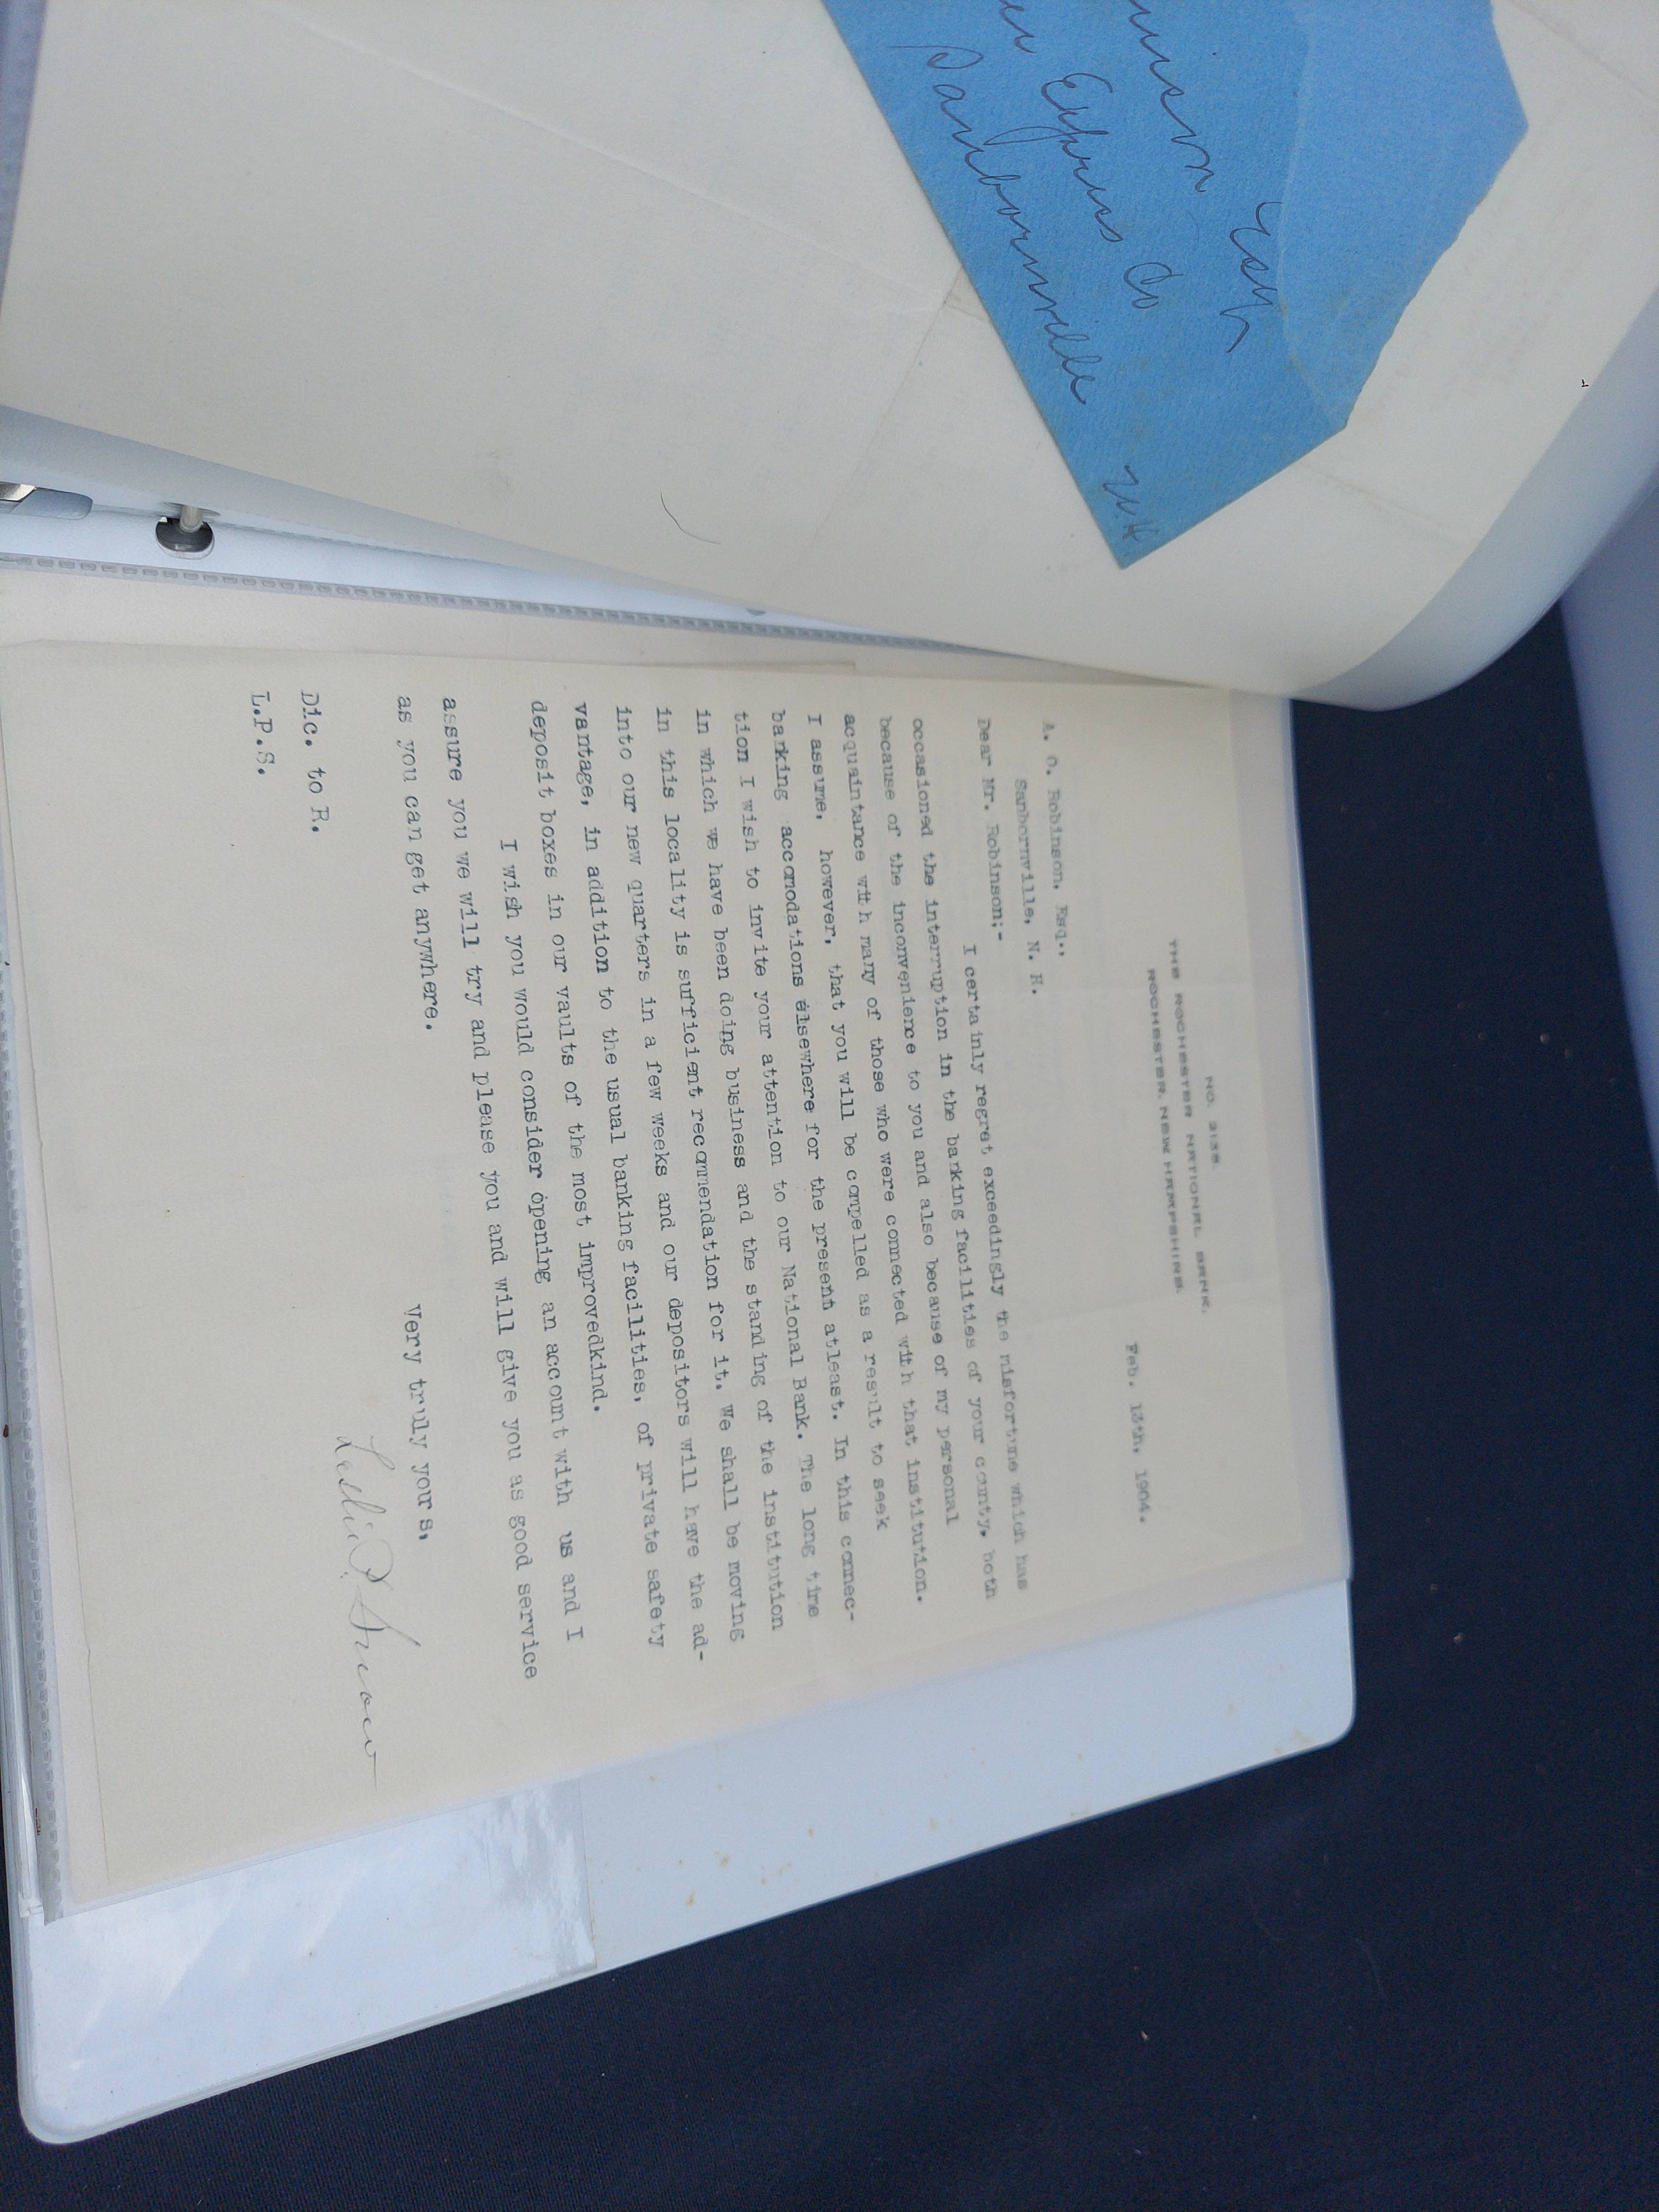 NO. 2138.
THE ROCHESTER NATIONAL BANK.
ROCHESTER, NEW HAMPSHIRE.
Feb. 13th, 1904.
A. O. Robinson, Esq.,
Sanbornville, N. H.
Dear Mr. Robinson;-
I certainly regret exceedingly the misfortune which has
occasioned the interruption in the banking facilities of your county, both
because of the inconvenience to you and also because of my personal
acquaintance with many of those who were connected with that institution.
I assume, however, that you will be compelled as a result to seek
banking accomodations elsewhere for the present atleast. In this connec-
tion I wish to invite your attention to our National Bank. The long time
in which we have been doing business and the standing of the institution
in this locality is sufficient recommendation for it. We shall be moving
into our new quarters in a few weeks and our depositors will have the ad-
vantage, in addition to the usual banking facilities, of private safety
deposit boxes in our vaults of the most improvedkind.
I wish you would consider opening an account with us and I
assure you we will try and please you and will give you as good service
as you can get anywhere.
Very truly yours,
Leslie P. Snow
Dic. to R.
L.P.S.
Esq
Express Co
Sanbornville
N.H